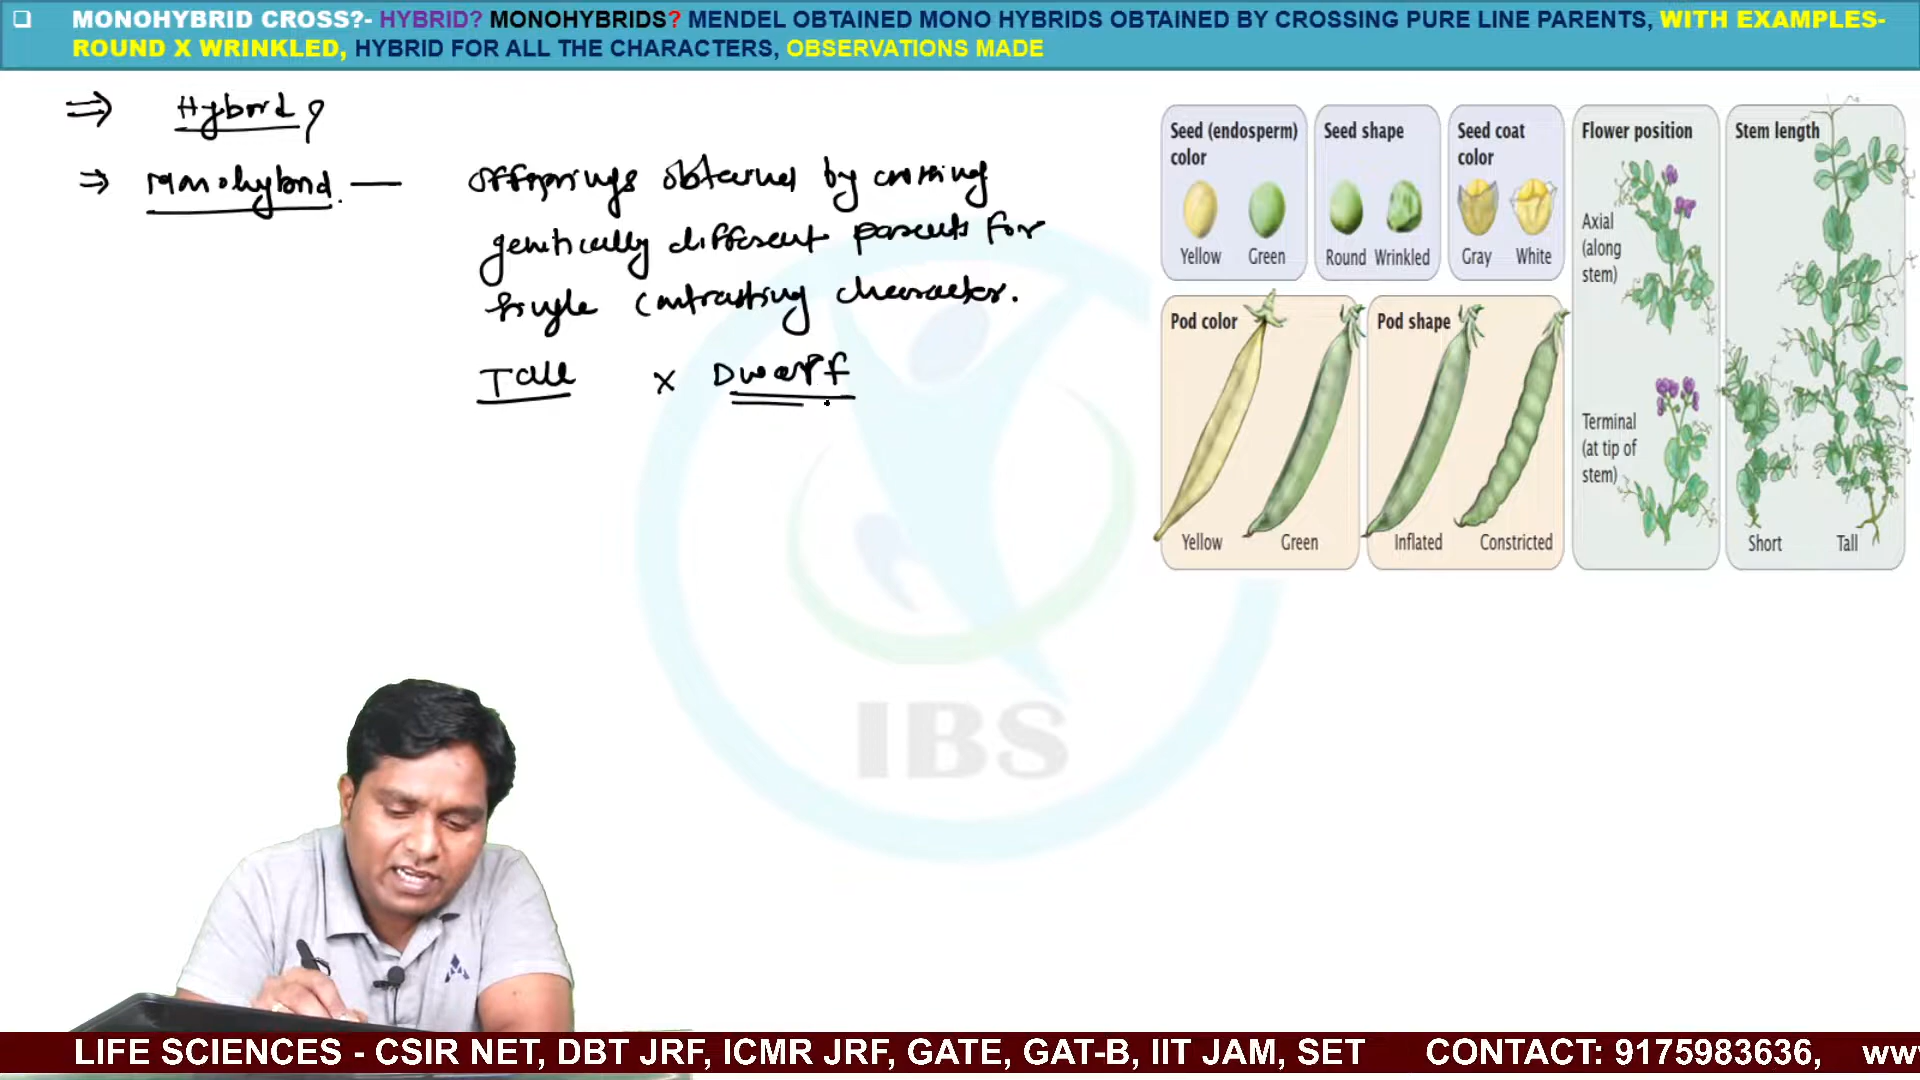 ❑ MONOHYBRID CROSS?- HYBRID? MONOHYBRIDS? MENDEL OBTAINED MONO HYBRIDS OBTAINED BY CROSSING PURE LINE PARENTS, WITH EXAMPLES-
ROUND X WRINKLED, HYBRID FOR ALL THE CHARACTERS, OBSERVATIONS MADE
⇒ Hybrid?
⇒ Monohybrid. — offsprings obtained by crossing
genetically different parents for
single contrasting character.
Tall x Dwarf
Seed (endosperm)
color
Yellow Green
Seed shape
Round Wrinkled
Seed coat
color
Gray White
Flower position
Axial
(along
stem)
Terminal
(at tip of
stem)
Stem length
Short Tall
Pod color
Yellow Green
Pod shape
Inflated Constricted
IBS
LIFE SCIENCES - CSIR NET, DBT JRF, ICMR JRF, GATE, GAT-B, IIT JAM, SET CONTACT: 9175983636, ww